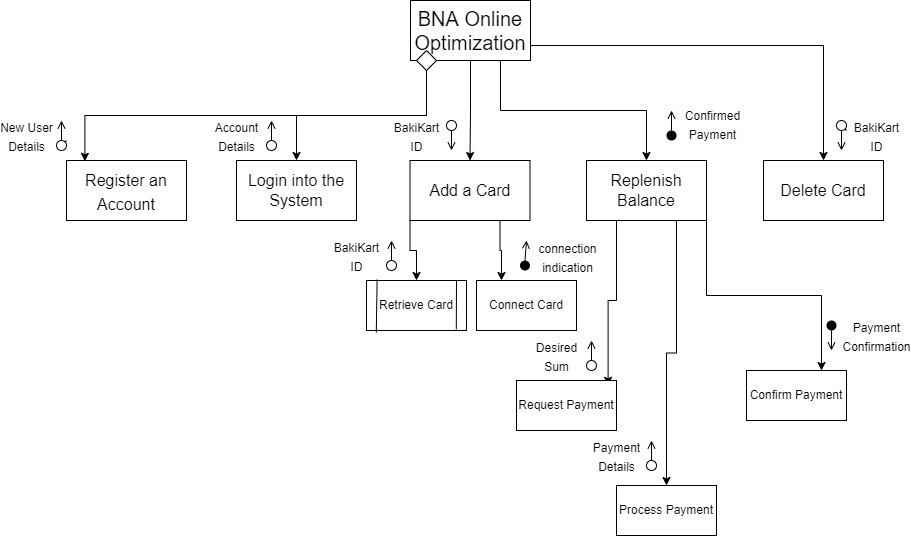 BNA Online
Optimization
New User
Details
Account
Details
BakiKart
ID
Confirmed
Payment
BakiKart
ID
Register an
Account
Login into the
System
Add a Card
Replenish
Balance
Delete Card
BakiKart
ID
connection
indication
Retrieve Card
Connect Card
Payment
Confirmation
Desired
Sum
Request Payment
Confirm Payment
Payment
Details
Process Payment